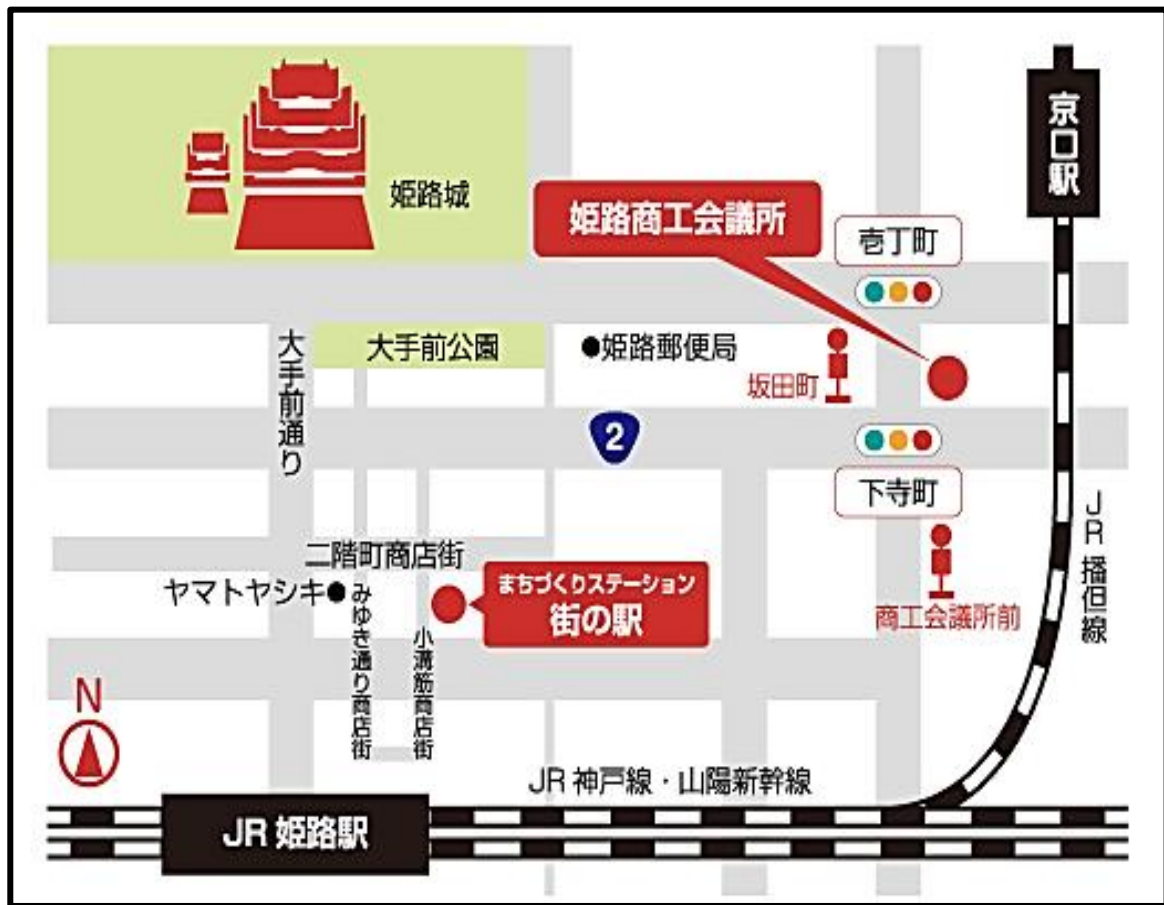 京口駅
姫路城
姫路商工会議所
壱丁町
大手前通り
大手前公園
●姫路郵便局
坂田町
2
下寺町
JR播但線
二階町商店街
ヤマトヤシキ●
みゆき通り商店街
小溝筋商店街
まちづくりステーション
街の駅
商工会議所前
N
JR 神戸線・山陽新幹線
JR 姫路駅